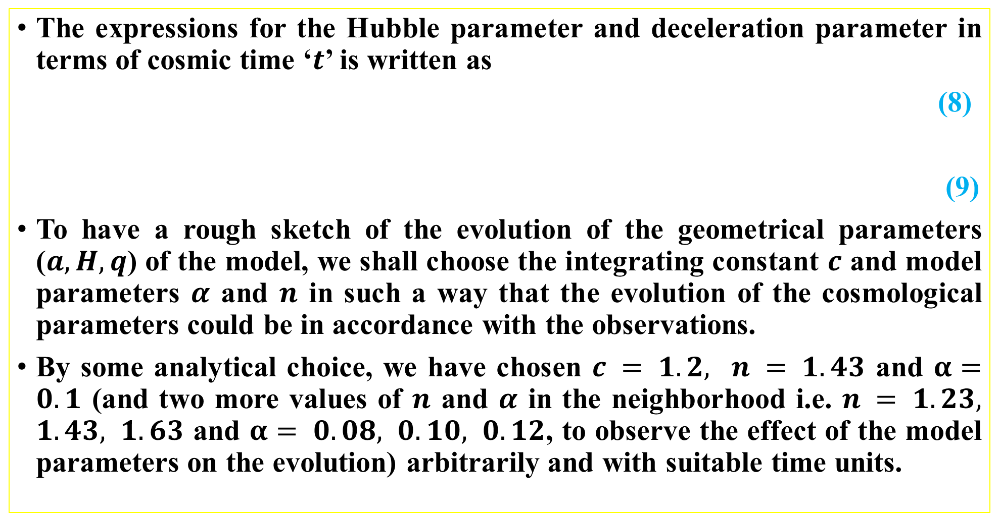 • The expressions for the Hubble parameter and deceleration parameter in
terms of cosmic time ‘t’ is written as
(8)
(9)
• To have a rough sketch of the evolution of the geometrical parameters
(a, H, q) of the model, we shall choose the integrating constant c and model
parameters α and n in such a way that the evolution of the cosmological
parameters could be in accordance with the observations.
• By some analytical choice, we have chosen c = 1.2, n = 1.43 and α =
0.1 (and two more values of n and α in the neighborhood i.e. n = 1.23,
1.43, 1.63 and α = 0.08, 0.10, 0.12, to observe the effect of the model
parameters on the evolution) arbitrarily and with suitable time units.